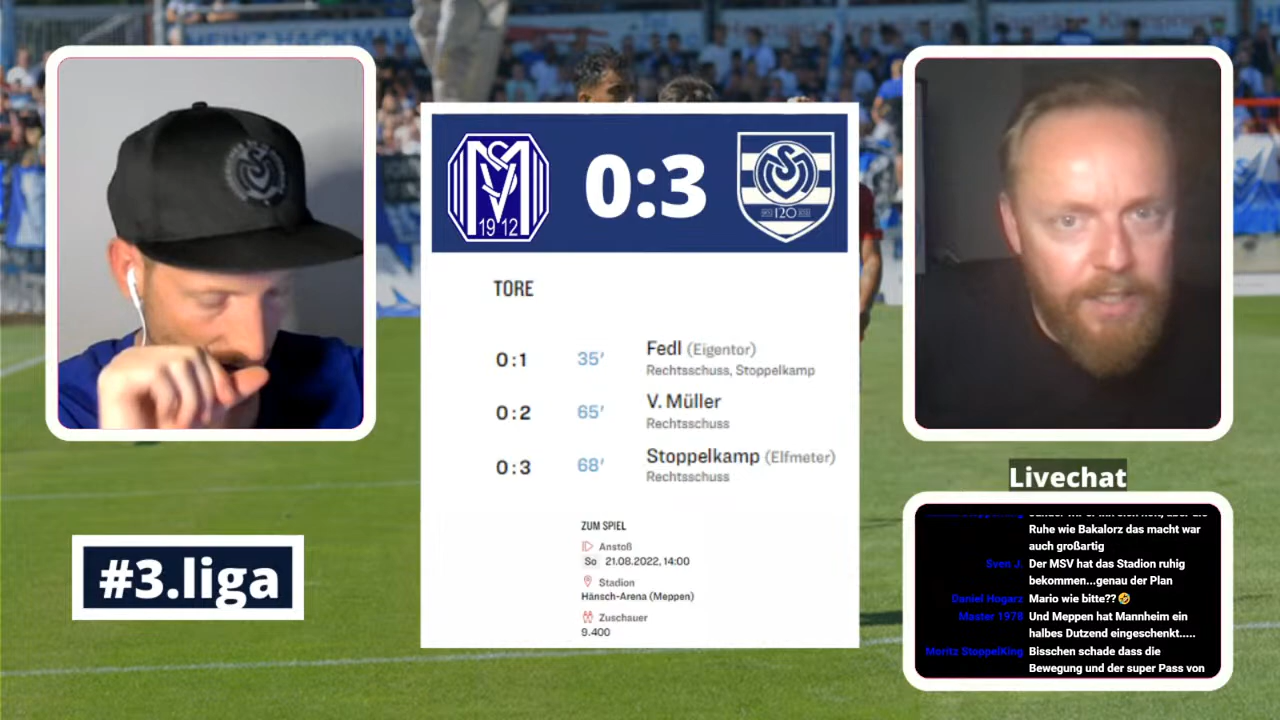 HEINZ HACKMAN
1912
0:3
120
TORE
0:1 35′ Fedl (Eigentor)
Rechtsschuss, Stoppelkamp
0:2 65′ V. Müller
Rechtsschuss
0:3 68′ Stoppelkamp (Elfmeter)
Rechtsschuss
ZUM SPIEL
Anstoß
So 21.08.2022, 14:00
Stadion
Hänsch-Arena (Meppen)
Zuschauer
9.400
#3.liga
Livechat
Ruhe wie Bakalorz das macht war
auch großartig
Sven J. Der MSV hat das Stadion ruhig
bekommen...genau der Plan
Daniel Hogarz Mario wie bitte??🤣
Master 1978 Und Meppen hat Mannheim ein
halbes Dutzend eingeschenkt.....
Moritz StoppelKing Bisschen schade dass die
Bewegung und der super Pass von